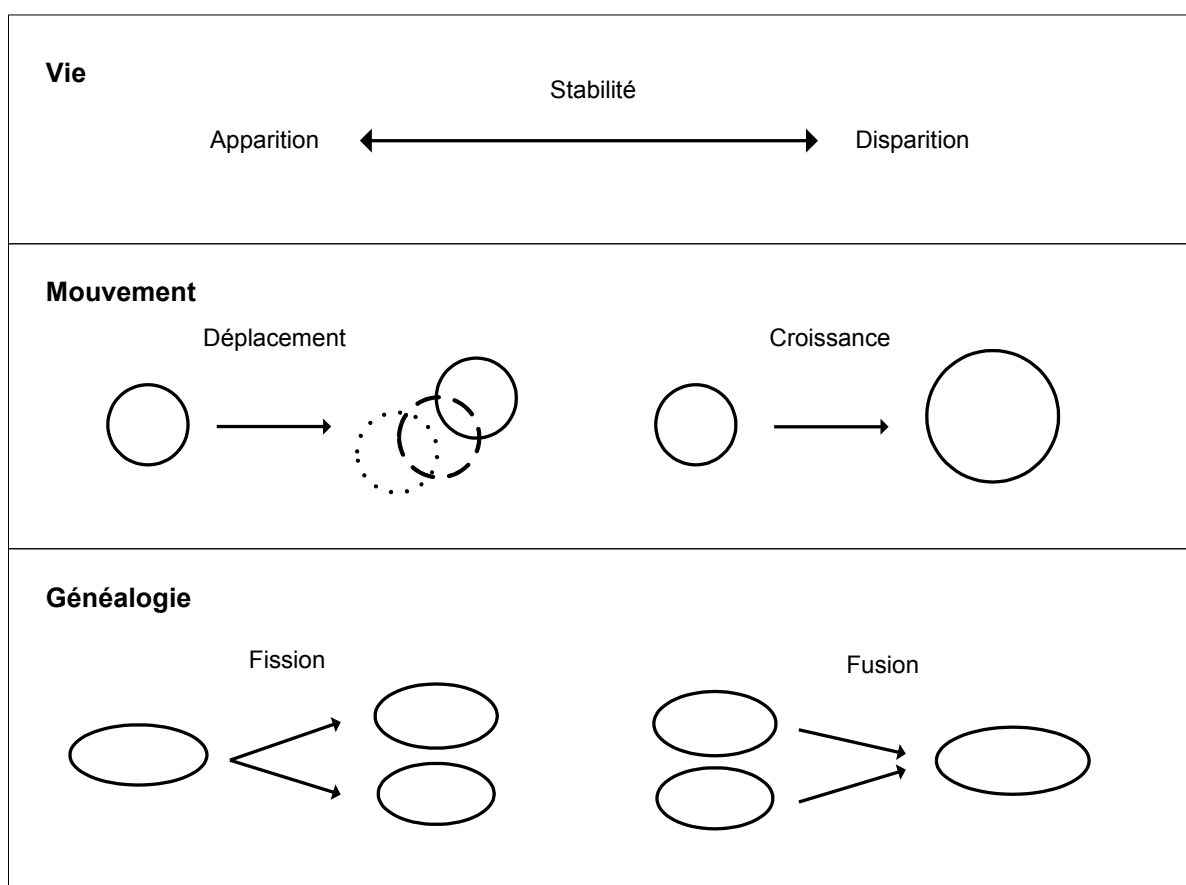 Vie
Stabilité
Apparition
Disparition
Mouvement
Déplacement
Croissance
Généalogie
Fission
Fusion